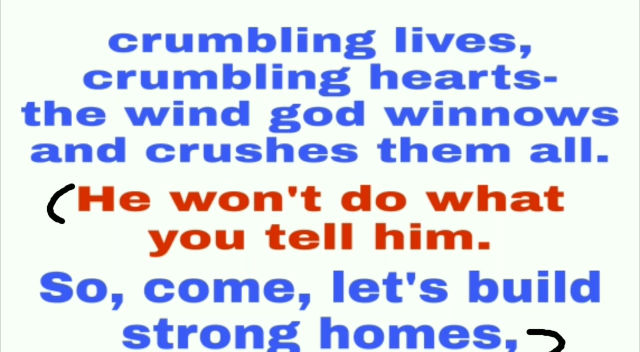 crumbling lives,
crumbling hearts-
the wind god winnows
and crushes them all.
He won't do what
you tell him.
So, come, let's build
strong homes,